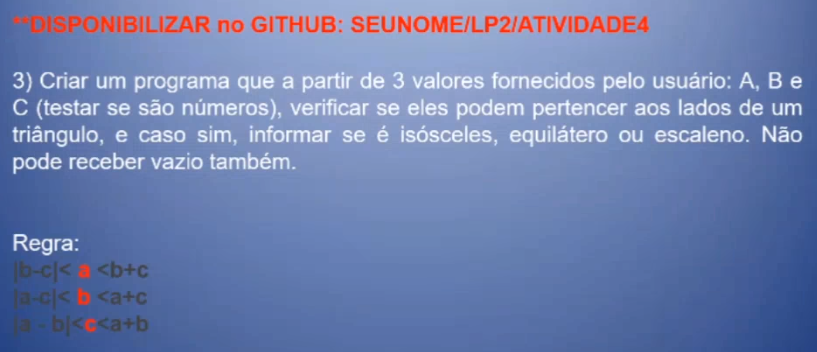 **DISPONIBILIZAR no GITHUB: SEUNOME/LP2/ATIVIDADE4
3) Criar um programa que a partir de 3 valores fornecidos pelo usuário: A, B e
C (testar se são números), verificar se eles podem pertencer aos lados de um
triângulo, e caso sim, informar se é isósceles, equilátero ou escaleno. Não
pode receber vazio também.
Regra:
|b-c|< a <b+c
|a-c|< b <a+c
|a - b|<c<a+b